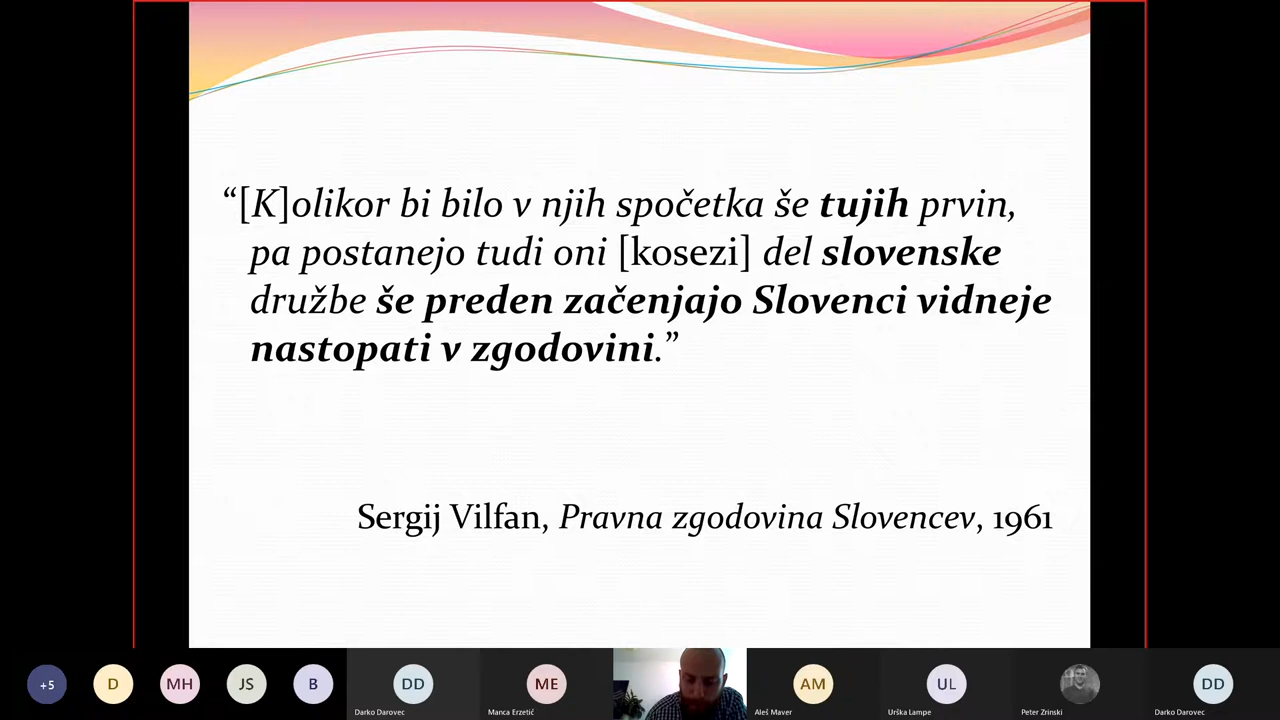 “[K]olikor bi bilo v njih spočetka še tujih prvin,
pa postanejo tudi oni [kosezi] del slovenske
družbe še preden začenjajo Slovenci vidneje
nastopati v zgodovini.”
Sergij Vilfan, Pravna zgodovina Slovencev, 1961
+5
D
MH
JS
B
DD
ME
AM
UL
DD
Darko Darovec
Manca Erzetić
Aleš Maver
Urška Lampe
Peter Zrinski
Darko Darovec